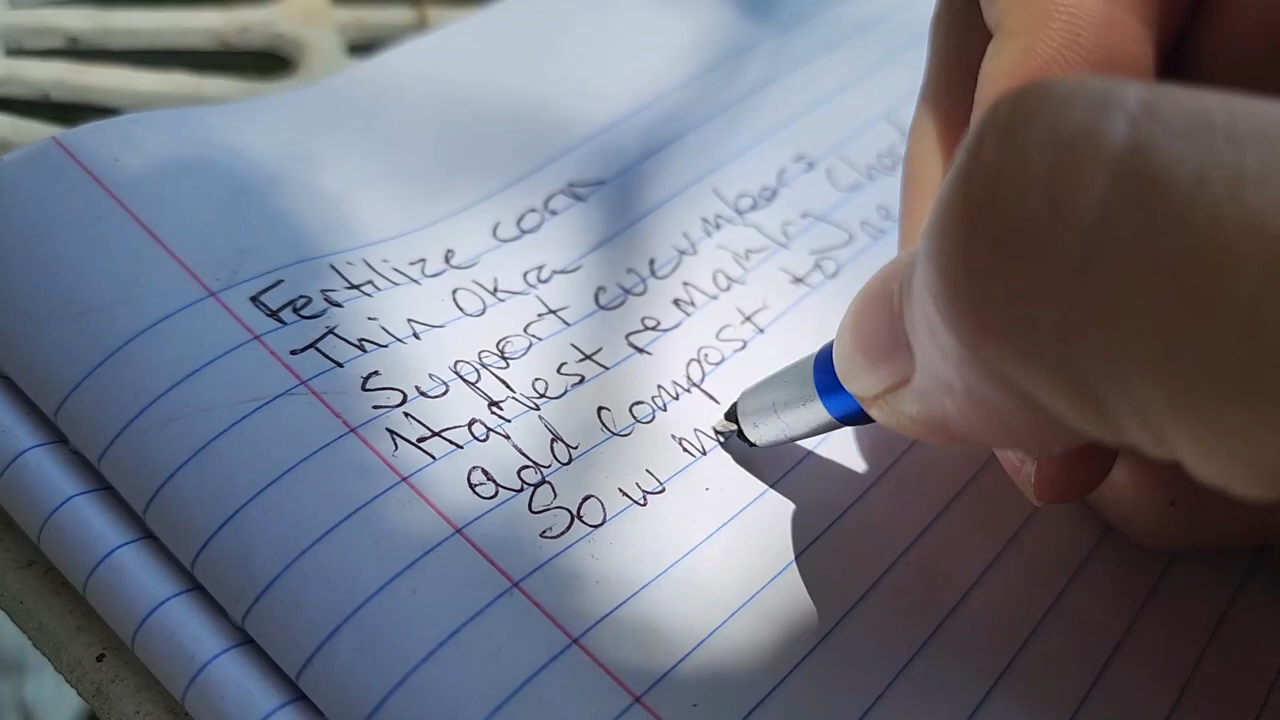 Fertilize corn
Thin Okra
Support cucumbers
Harvest remaining
add compost to
Sow